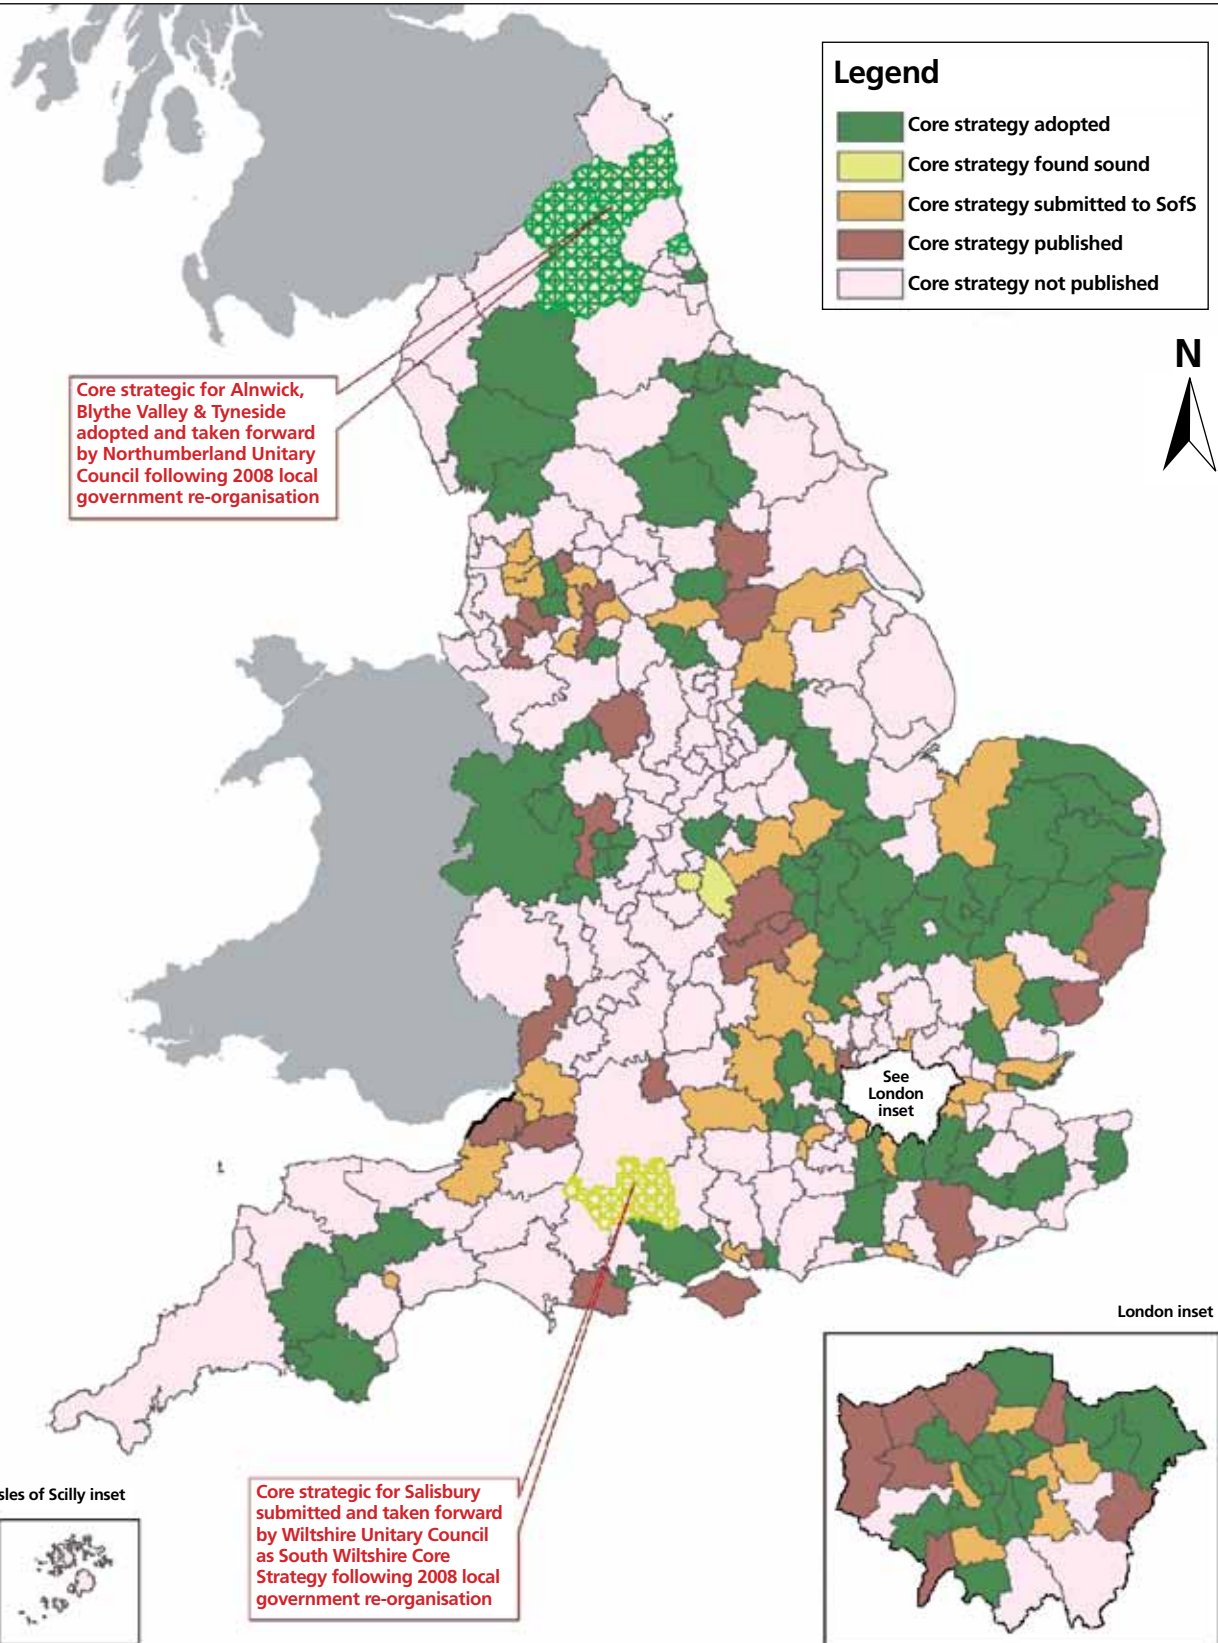 Legend
Core strategy adopted
Core strategy found sound
Core strategy submitted to SofS
Core strategy published
Core strategy not published
N
Core strategic for Alnwick,
Blythe Valley & Tyneside
adopted and taken forward
by Northumberland Unitary
Council following 2008 local
government re-organisation
See
London
inset
London inset
Core strategic for Salisbury
submitted and taken forward
by Wiltshire Unitary Council
as South Wiltshire Core
Strategy following 2008 local
government re-organisation
sles of Scilly inset